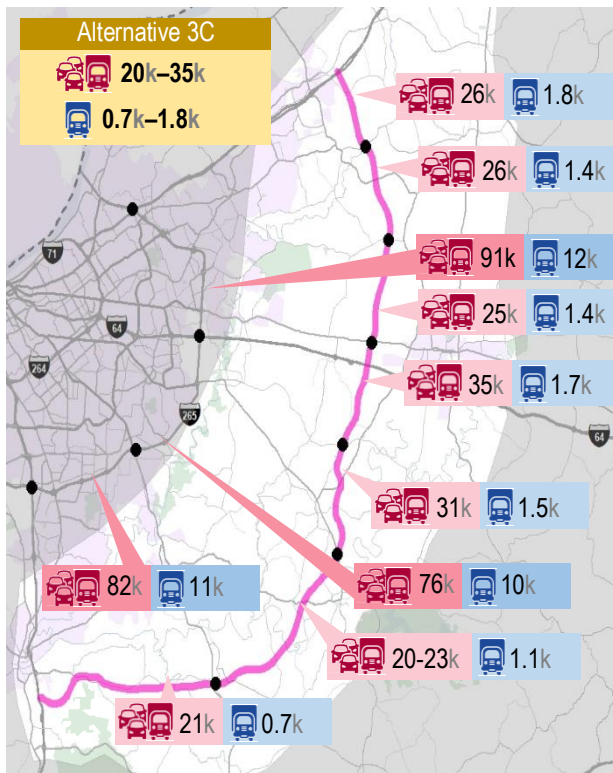 Alternative 3C
20k–35k
0.7k–1.8k
26k 1.8k
26k 1.4k
71
91k 12k
64
25k 1.4k
264
35k 1.7k
265
64
31k 1.5k
82k 11k
76k 10k
20-23k 1.1k
21k 0.7k